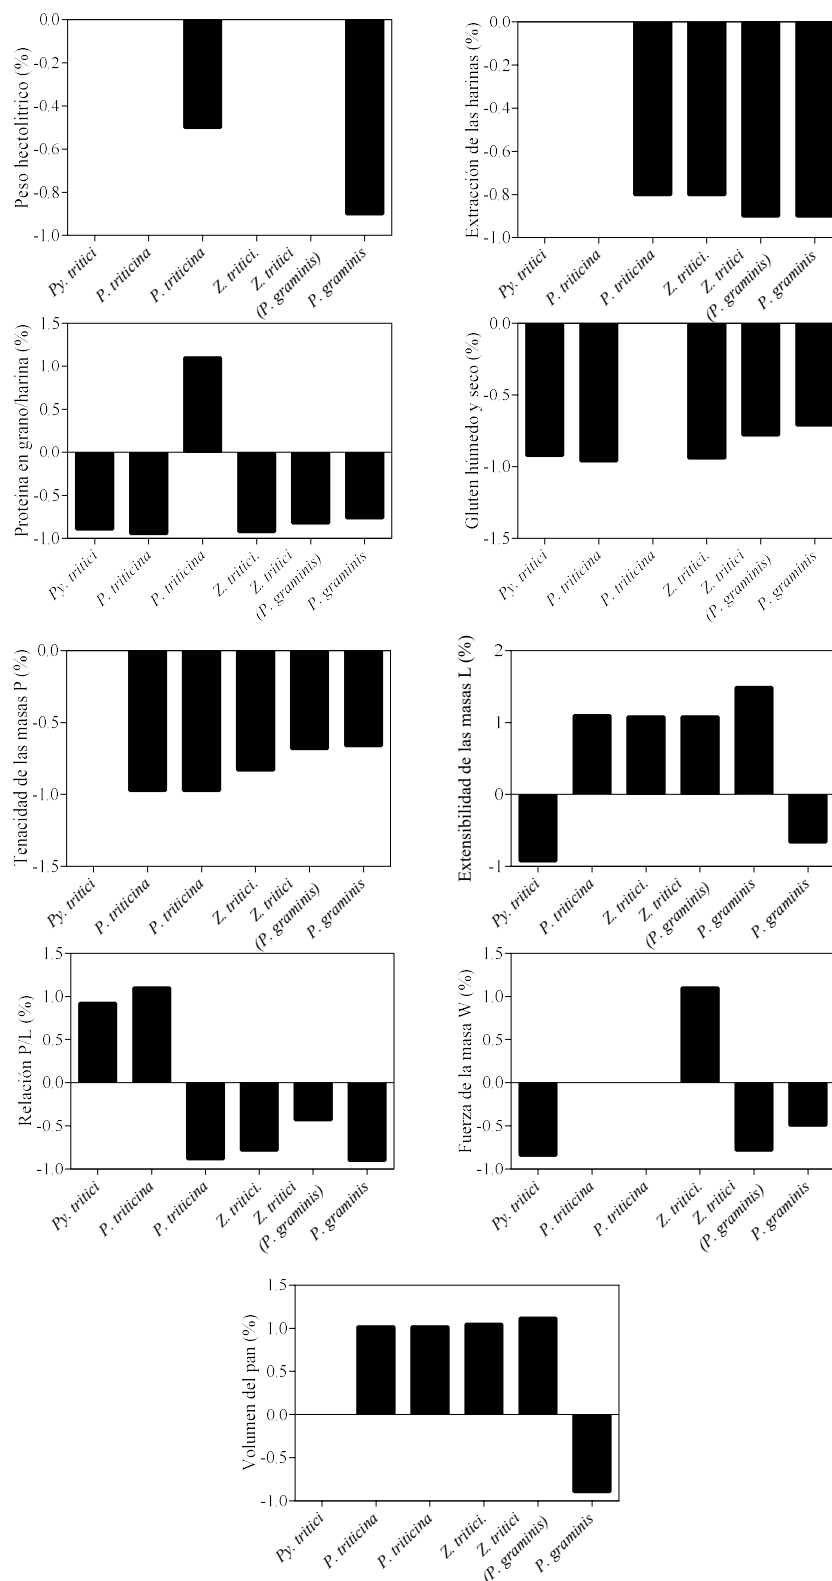 Peso hectolitrico (%)
0.0
-0.2
-0.4
-0.6
-0.8
-1.0
Py. tritici
P. triticina
P. triticina
Z. tritici.
Z. tritici
(P. graminis)
P. graminis
Extracción de las harinas (%)
0.0
-0.2
-0.4
-0.6
-0.8
-1.0
Py. tritici
P. triticina
P. triticina
Z. tritici.
Z. tritici
(P. graminis)
P. graminis
Proteína en grano/harina (%)
1.5
1.0
0.5
0.0
-0.5
-1.0
Py. tritici
P. triticina
P. triticina
Z. tritici.
Z. tritici
(P. graminis)
P. graminis
Gluten húmedo y seco (%)
0.0
-0.5
-1.0
-1.5
Py. tritici
P. triticina
P. triticina
Z. tritici.
Z. tritici
(P. graminis)
P. graminis
Tenacidad de las masas P (%)
0.0
-0.5
-1.0
-1.5
Py. tritici
P. triticina
P. triticina
Z. tritici.
Z. tritici
(P. graminis)
P. graminis
Extensibilidad de las masas L (%)
2
1
0
-1
Py. tritici
P. triticina
Z. tritici.
Z. tritici
(P. graminis)
P. graminis
P. graminis
Relación P/L (%)
1.5
1.0
0.5
0.0
-0.5
-1.0
Py. tritici
P. triticina
P. triticina
Z. tritici.
Z. tritici
(P. graminis)
P. graminis
Fuerza de la masa W (%)
1.5
1.0
0.5
0.0
-0.5
-1.0
Py. tritici
P. triticina
P. triticina
Z. tritici.
Z. tritici
(P. graminis)
P. graminis
Volumen del pan (%)
1.5
1.0
0.5
0.0
-0.5
-1.0
Py. tritici
P. triticina
P. triticina
Z. tritici.
Z. tritici
(P. graminis)
P. graminis